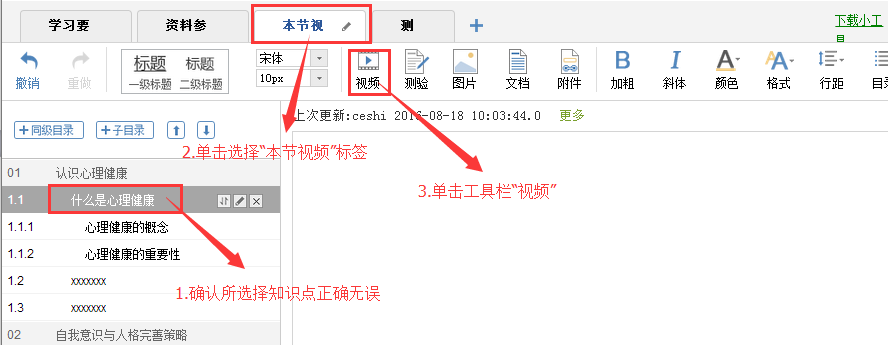 学习要
资料参
本节视
测
下载小工
撤销
重做
标题
一级标题
标题
二级标题
宋体
10px
视频
测验
图片
文档
附件
加粗
斜体
颜色
格式
行距
目录
同级目录
子目录
上次更新:ceshi 2016-08-18 10:03:44.0 更多
2.单击选择“本节视频”标签
3.单击工具栏“视频”
01 认识心理健康
1.1 什么是心理健康
1.1.1 心理健康的概念
1.1.2 心理健康的重要性
1.2 xxxxxxx
1.确认所选择知识点正确无误
1.3 xxxxxxx
02 自我意识与人格完善策略